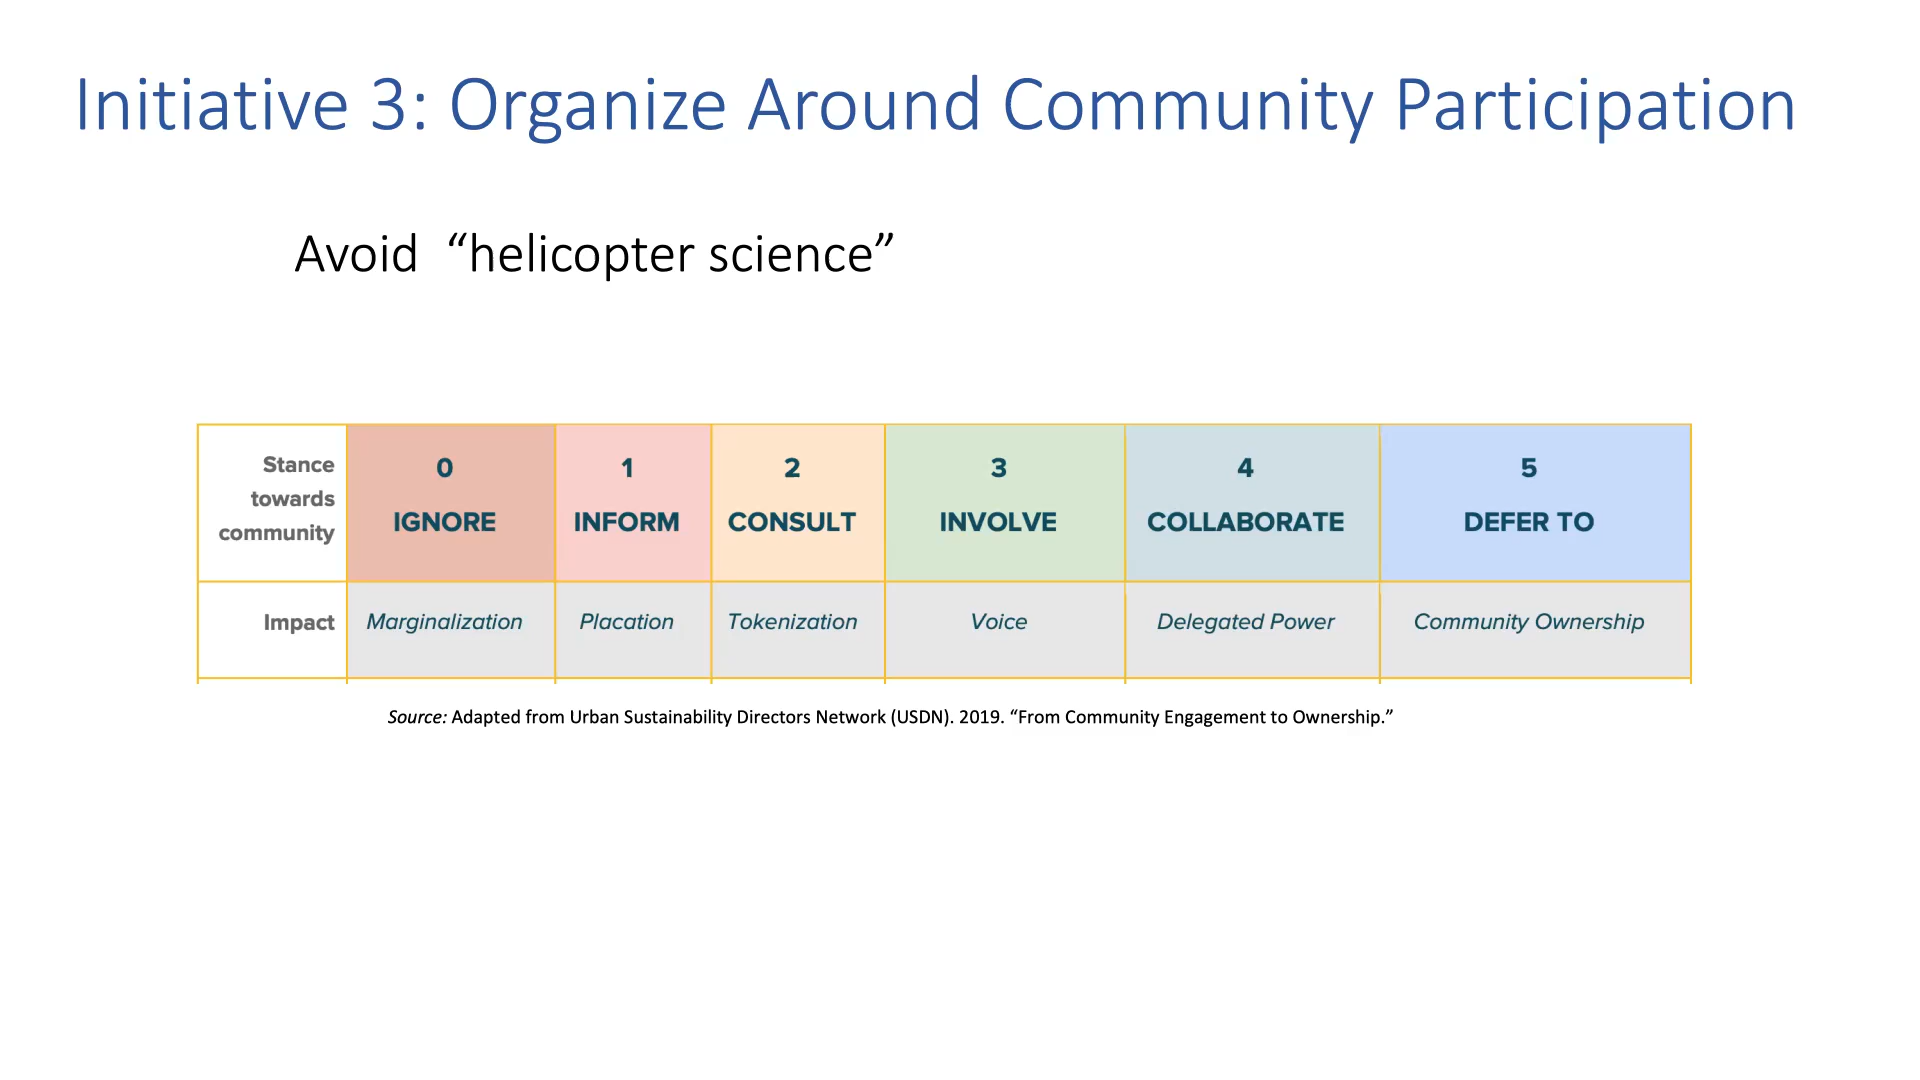 Initiative 3: Organize Around Community Participation
Avoid “helicopter science”
Stance
towards
community
0
IGNORE
1
INFORM
2
CONSULT
3
INVOLVE
4
COLLABORATE
5
DEFER TO
Impact
Marginalization
Placation
Tokenization
Voice
Delegated Power
Community Ownership
Source: Adapted from Urban Sustainability Directors Network (USDN). 2019. “From Community Engagement to Ownership.”